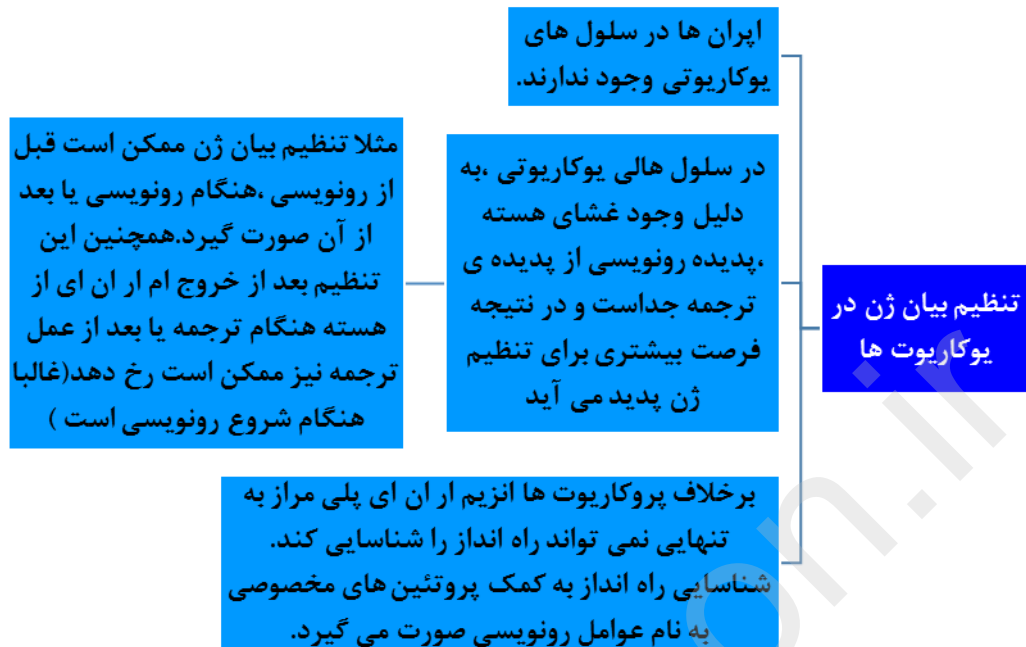 تنظیم بیان ژن در
یوکاریوت ها
اپران ها در سلول های
یوکاریوتی وجود ندارند.
در سلول هالی یوکاریوتی ،به
دلیل وجود غشای هسته
،پدیده رونویسی از پدیده ی
ترجمه جداست و در نتیجه
فرصت بیشتری برای تنظیم
ژن پدید می آید
مثلا تنظیم بیان ژن ممکن است قبل
از رونویسی ،هنگام رونویسی یا بعد
از آن صورت گیرد.همچنین این
تنظیم بعد از خروج ام ار ان ای از
هسته هنگام ترجمه یا بعد از عمل
ترجمه نیز ممکن است رخ دهد(غالبا
هنگام شروع رونویسی است )
برخلاف پروکاریوت ها انزیم ار ان ای پلی مراز به
تنهایی نمی تواند راه انداز را شناسایی کند.
شناسایی راه انداز به کمک پروتئین های مخصوصی
به نام عوامل رونویسی صورت می گیرد.
on.ir